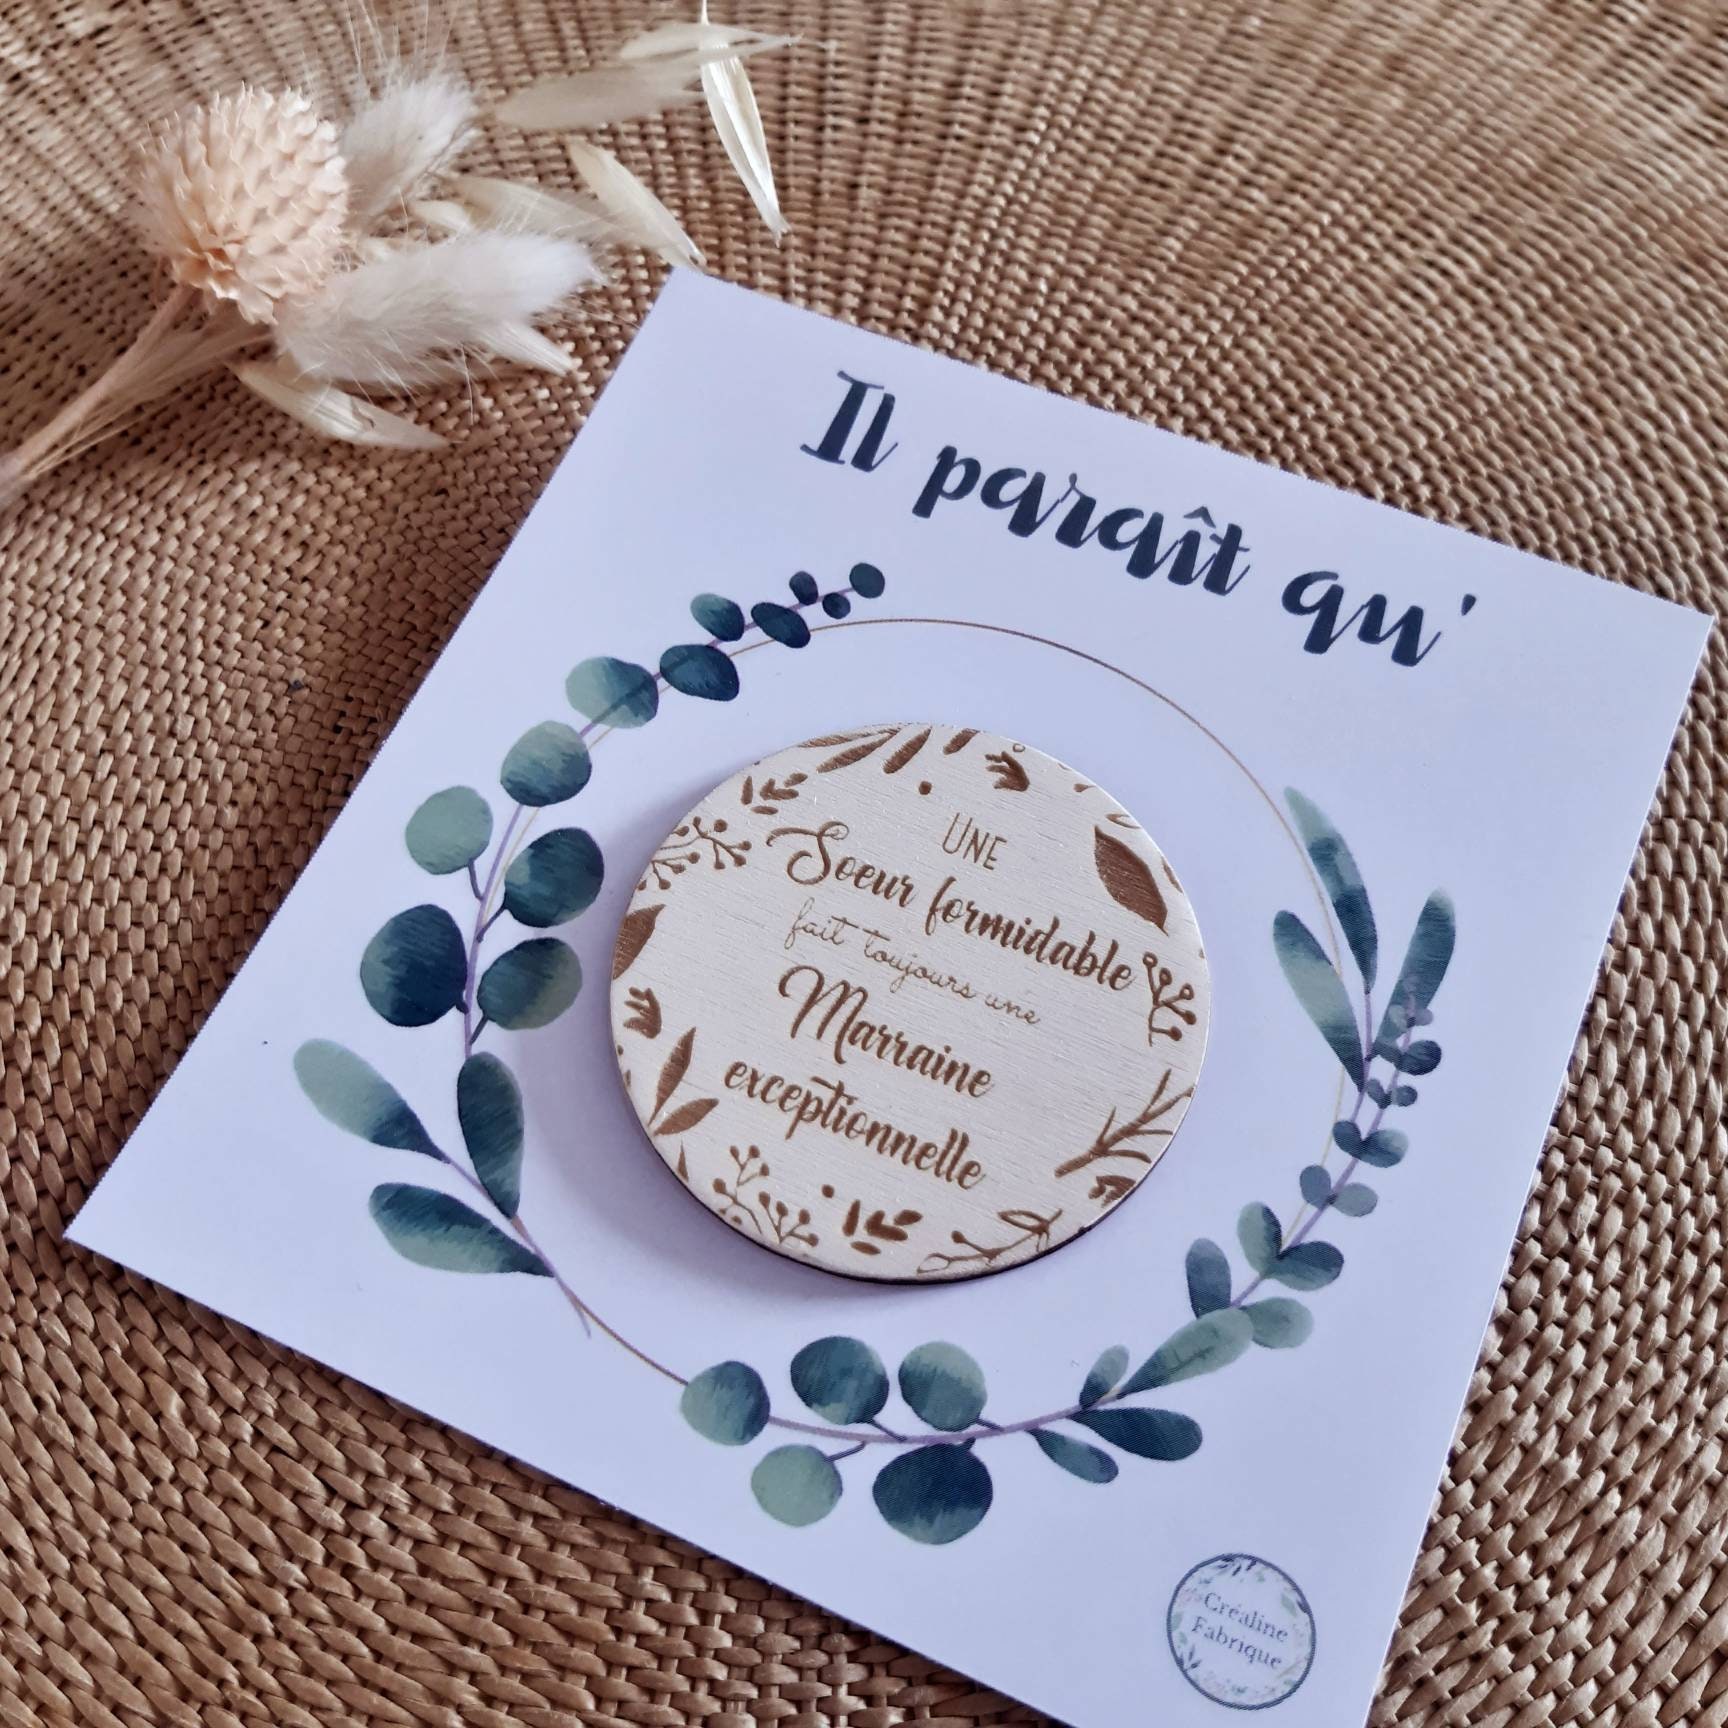 Il paraît qu'
UNE
Soeur formidable
fait toujours une
Marraine
exceptionnelle
Créaline
Fabrique